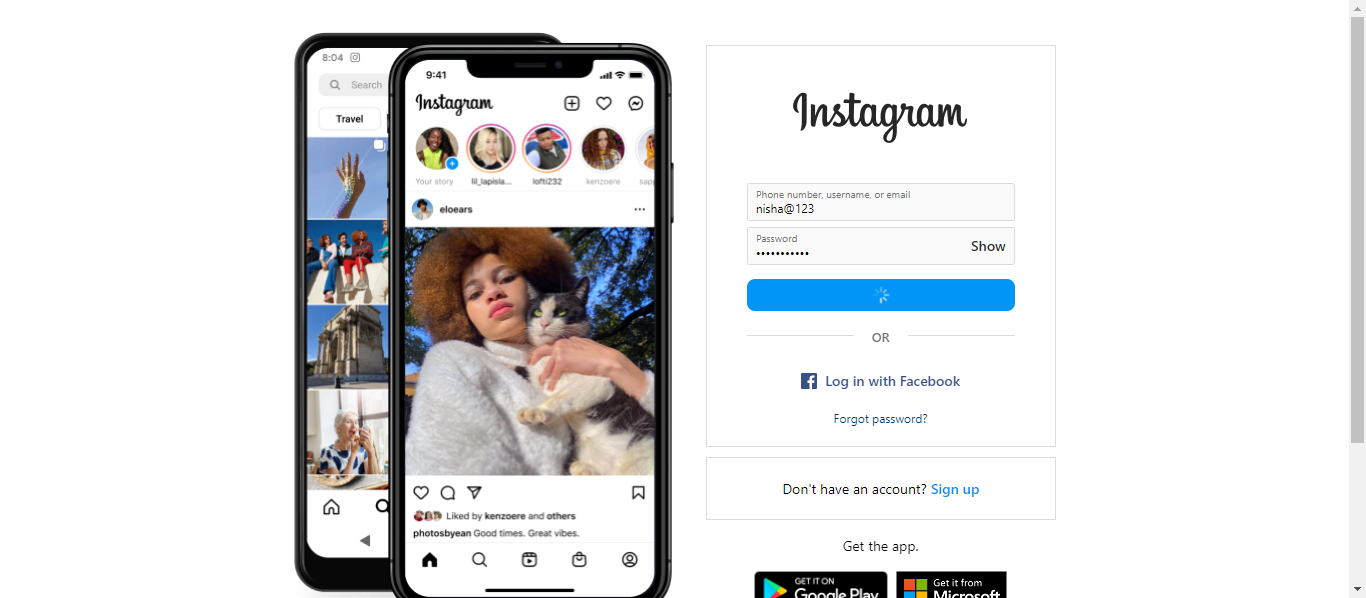 8:04
Search
Travel
9:41
Instagram
Your story
lil_lapisla...
lofti232
kenzoere
sap
eloears
Liked by kenzoere and others
photosbyean Good times. Great vibes.
Instagram
Phone number, username, or email
nisha@123
Password
•••••••••••
Show
OR
Log in with Facebook
Forgot password?
Don't have an account? Sign up
Get the app.
GET IT ON
Google Play
Get it from
Microsoft